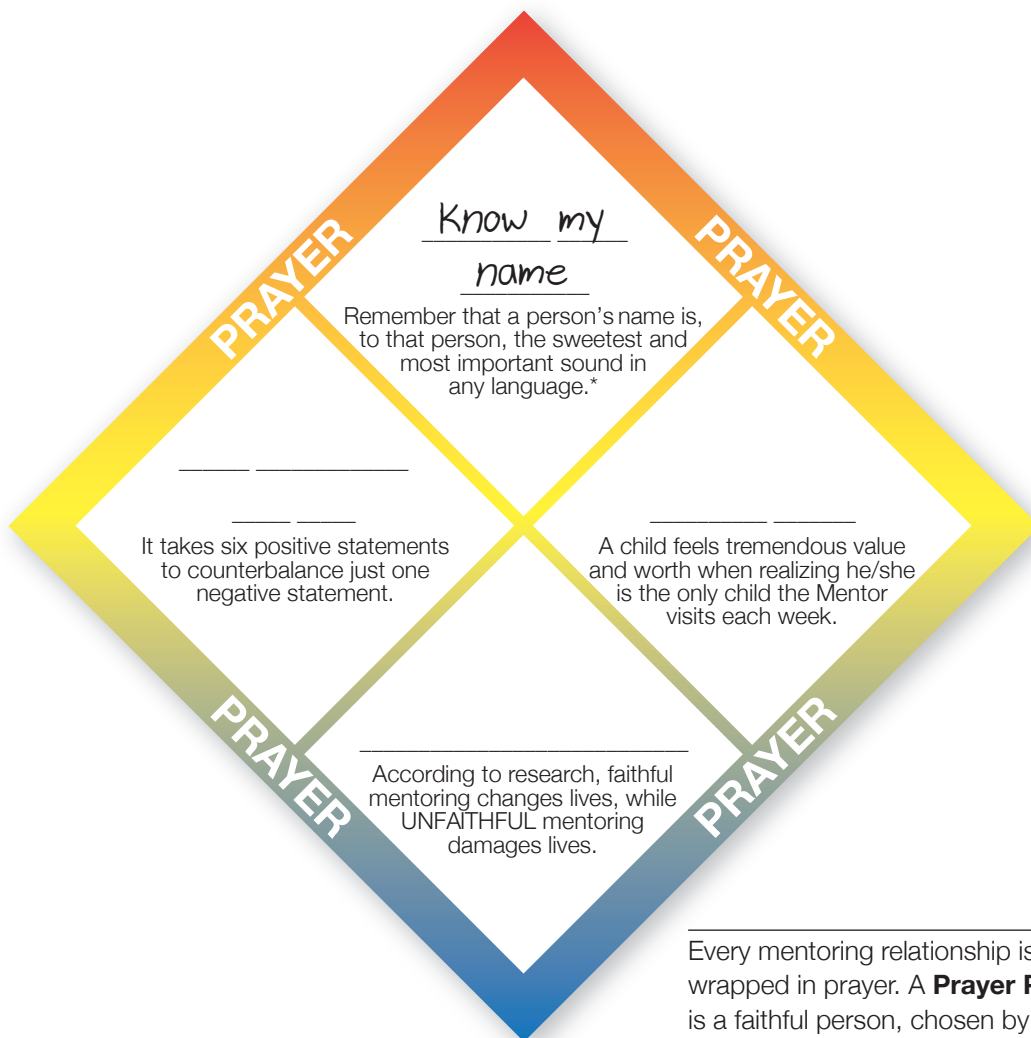 PRAYER
PRAYER
Know my
name
Remember that a person's name is,
to that person, the sweetest and
most important sound in
any language.*
It takes six positive statements
to counterbalance just one
negative statement.
A child feels tremendous value
and worth when realizing he/she
is the only child the Mentor
visits each week.
PRAYER
PRAYER
According to research, faithful
mentoring changes lives, while
UNFAITHFUL mentoring
damages lives.
Every mentoring relationship is
wrapped in prayer. A Prayer P
is a faithful person, chosen by